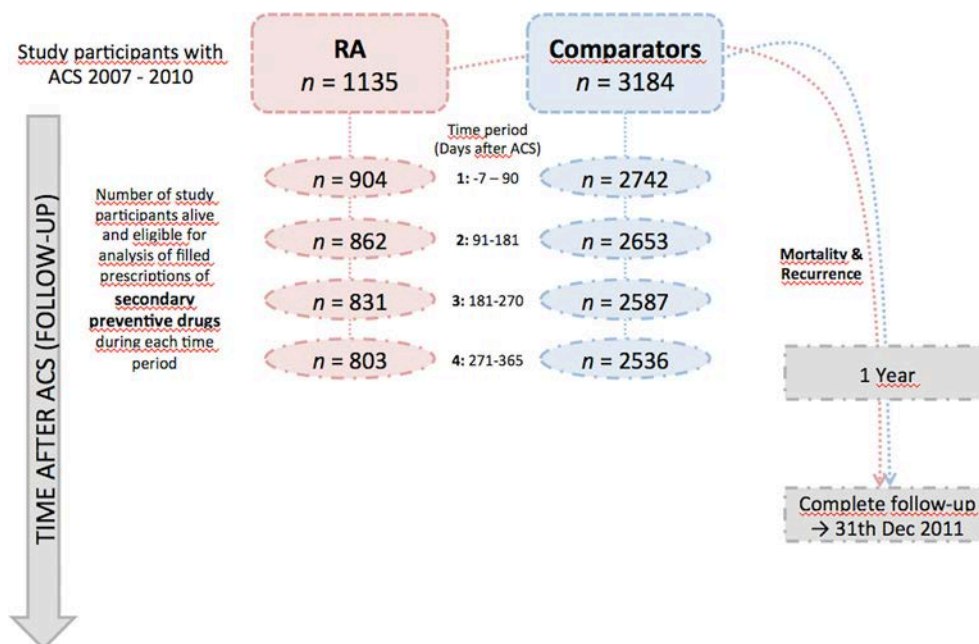 Study participants with
ACS 2007 - 2010
RA
n = 1135
Comparators
n = 3184
Time period
(Days after ACS)
n = 904
1: -7 – 90
n = 2742
n = 862
2: 91-181
n = 2653
n = 831
3: 181-270
n = 2587
n = 803
4: 271-365
n = 2536
Number of study
participants alive
and eligible for
analysis of filled
prescriptions of
secondary
preventive drugs
during each time
period
Mortality &
Recurrence
1 Year
Complete follow-up
→ 31th Dec 2011
TIME AFTER ACS (FOLLOW-UP)